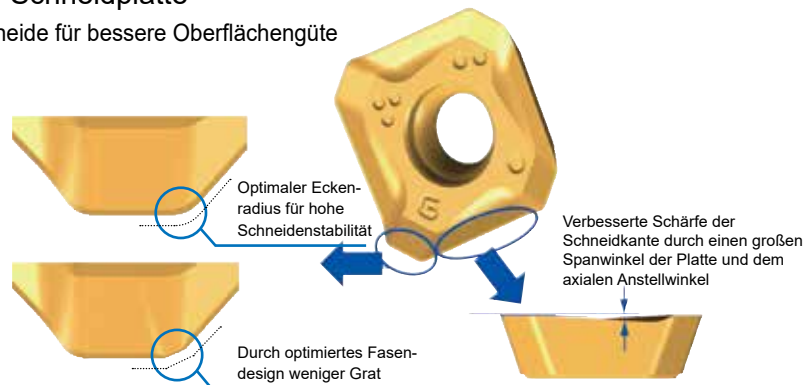 Schneidplatte
neide für bessere Oberflächengüte
Optimaler Ecken-
radius für hohe
Schneidenstabilität
G
Verbesserte Schärfe der
Schneidkante durch einen großen
Spanwinkel der Platte und dem
axialen Anstellwinkel
Durch optimiertes Fasen-
design weniger Grat